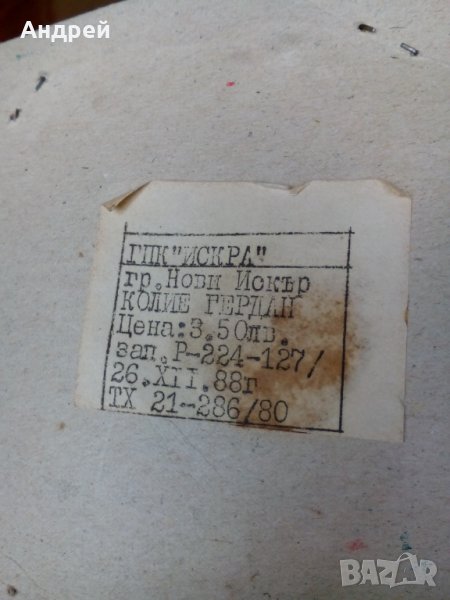 Андрей
ГПК"ИСКРА"
гр.Нови Искър
КОЛИЕ ГЕРДАН
Цена:3.50лв.
зап.Р-224-127/
26.XII.88г
ТХ 21-286/80
BAZAR